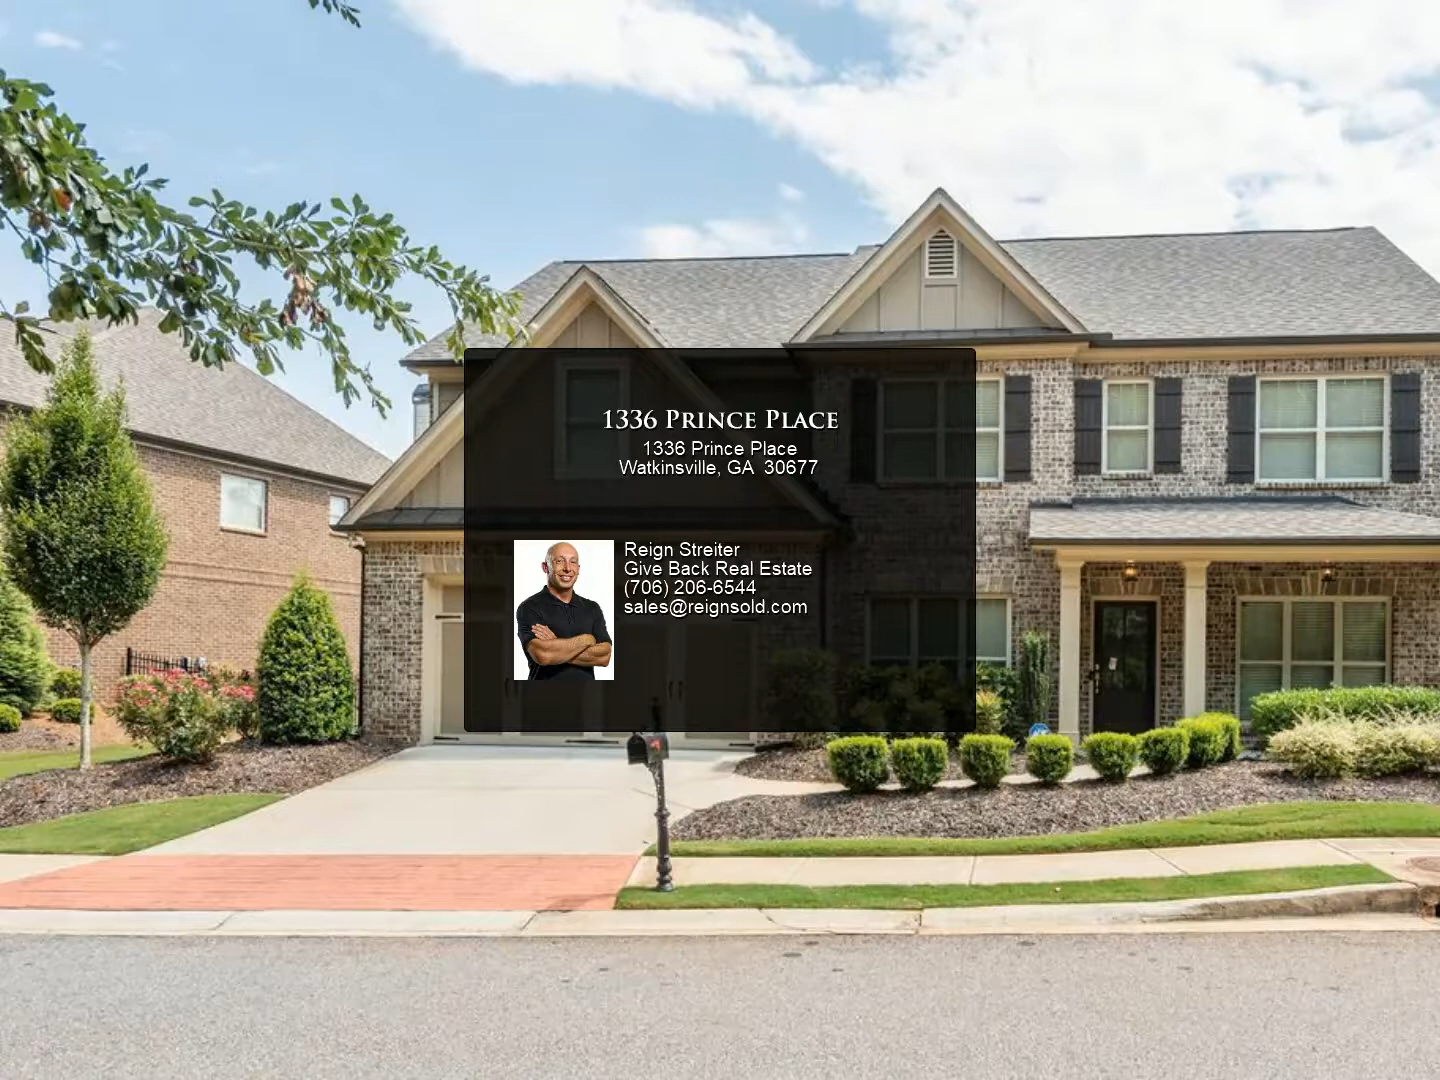 1336 Prince Place
1336 Prince Place
Watkinsville, GA  30677
Reign Streiter
Give Back Real Estate
(706) 206-6544
sales@reignsold.com